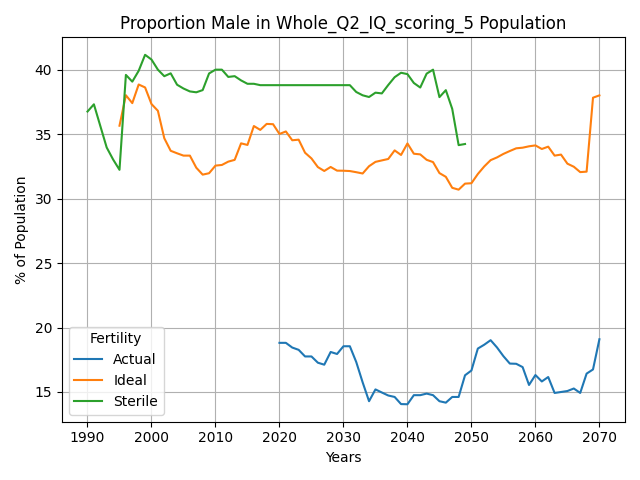 Proportion Male in Whole_Q2_IQ_scoring_5 Population
% of Population
40
35
30
25
20
15
Fertility
Actual
Ideal
Sterile
1990 2000 2010 2020 2030 2040 2050 2060 2070
Years